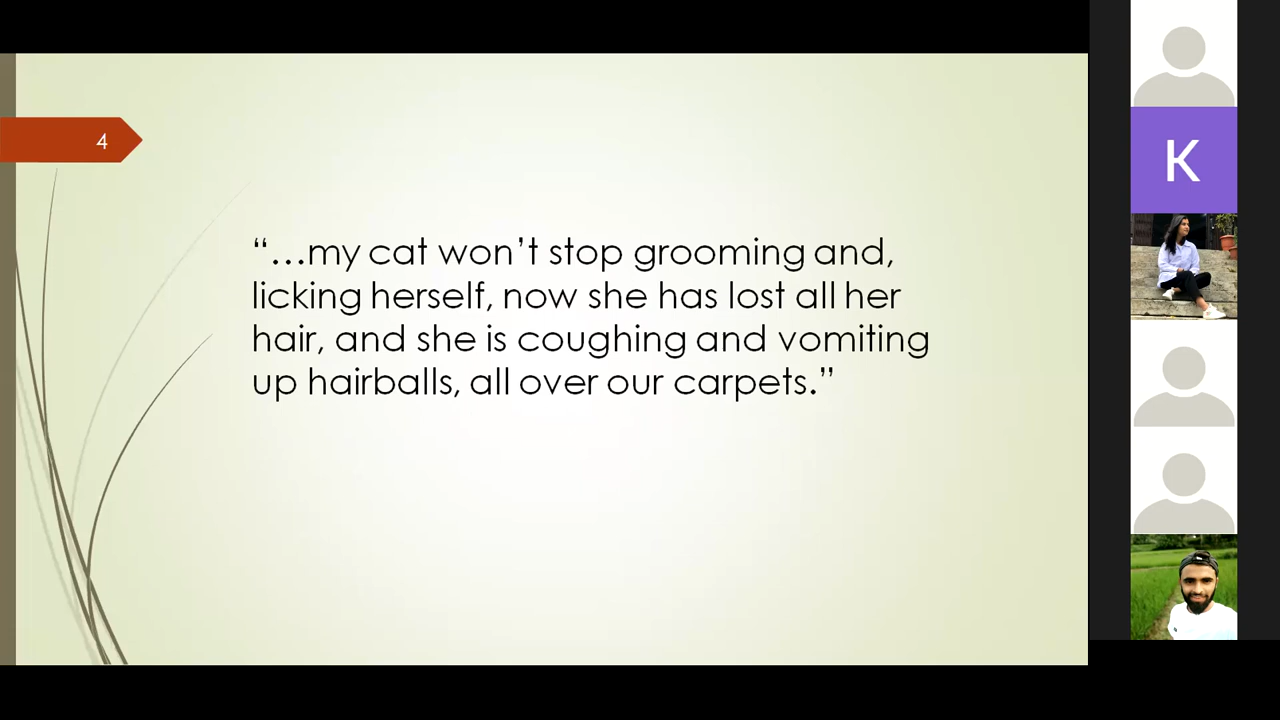 4
“…my cat won’t stop grooming and,
licking herself, now she has lost all her
hair, and she is coughing and vomiting
up hairballs, all over our carpets.”
K